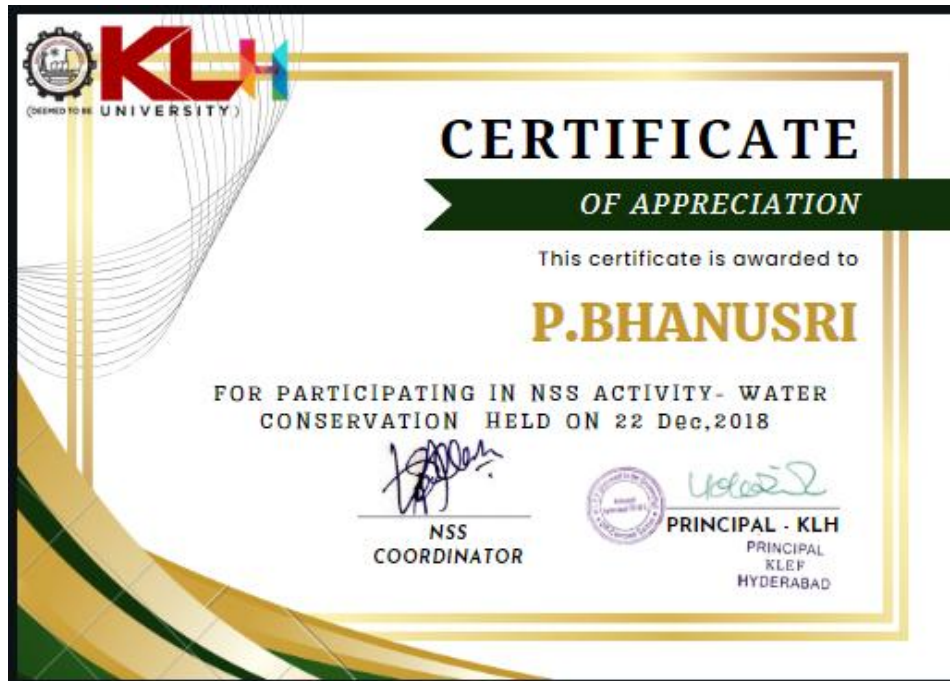 KLH
(DEEMED TO BE UNIVERSITY)
CERTIFICATE
OF APPRECIATION
This certificate is awarded to
P.BHANUSRI
FOR PARTICIPATING IN NSS ACTIVITY- WATER
CONSERVATION HELD ON 22 Dec,2018
NSS
COORDINATOR
PRINCIPAL - KLH
PRINCIPAL
KLEF
HYDERABAD